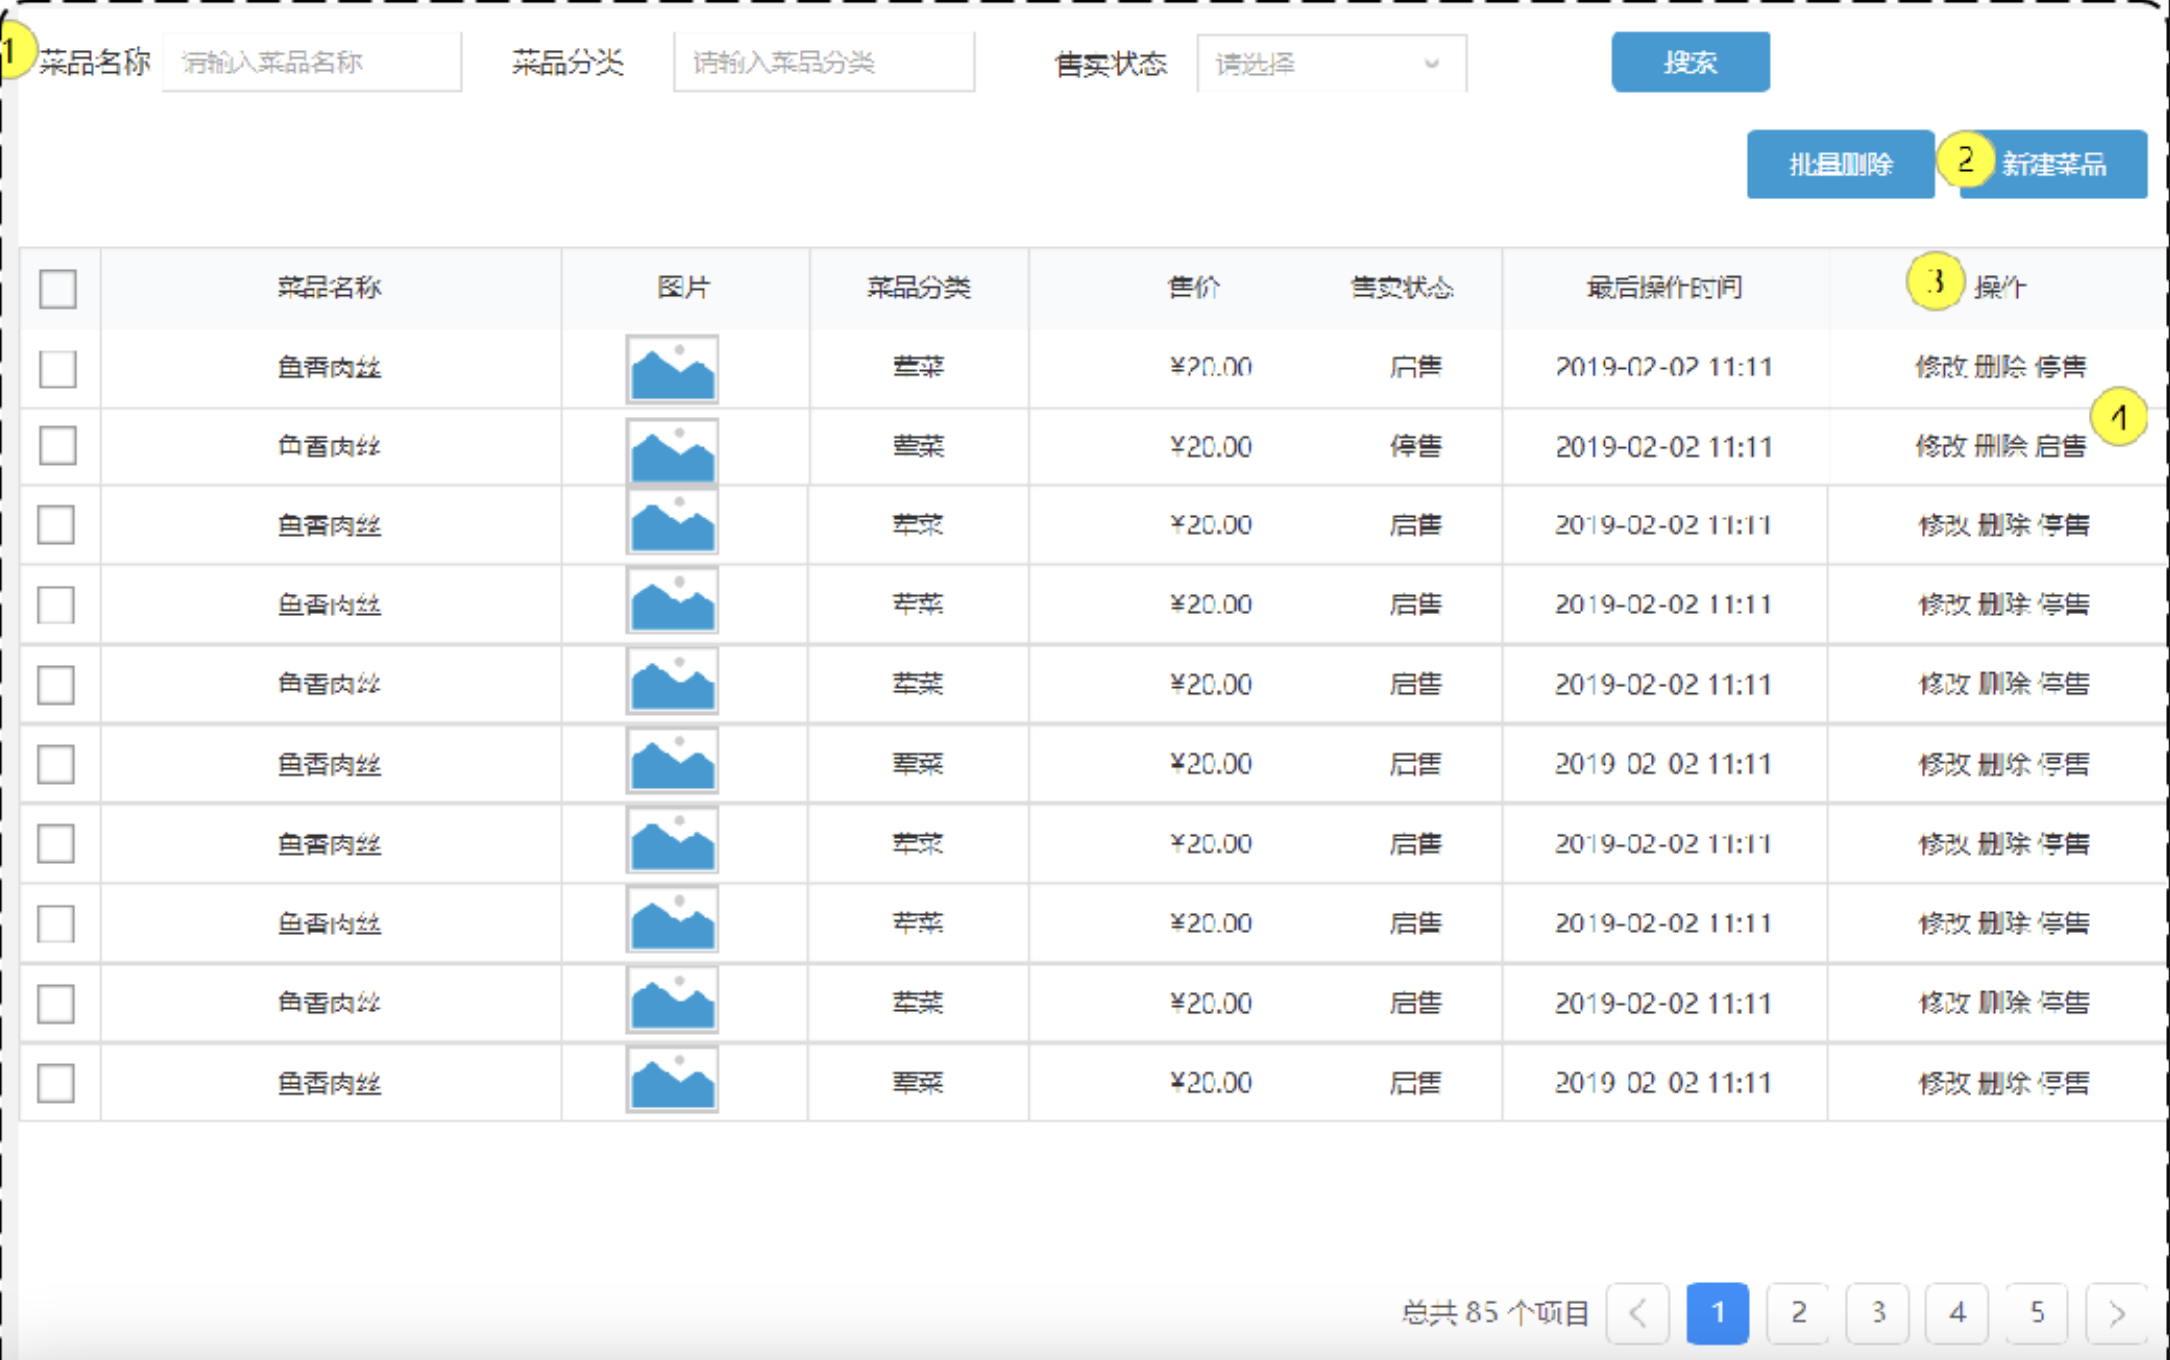 1 菜品名称 请输入菜品名称 菜品分类 请输入菜品分类 售卖状态 请选择 搜索
批量删除 2 新建菜品
菜品名称 图片 菜品分类 售价 售卖状态 最后操作时间 3 操作
鱼香肉丝 荤菜 ¥20.00 启售 2019-02-02 11:11 修改 删除 停售
4
鱼香肉丝 荤菜 ¥20.00 停售 2019-02-02 11:11 修改 删除 启售
鱼香肉丝 荤菜 ¥20.00 启售 2019-02-02 11:11 修改 删除 停售
鱼香肉丝 荤菜 ¥20.00 启售 2019-02-02 11:11 修改 删除 停售
鱼香肉丝 荤菜 ¥20.00 启售 2019-02-02 11:11 修改 删除 停售
鱼香肉丝 荤菜 ¥20.00 启售 2019-02-02 11:11 修改 删除 停售
鱼香肉丝 荤菜 ¥20.00 启售 2019-02-02 11:11 修改 删除 停售
鱼香肉丝 荤菜 ¥20.00 启售 2019-02-02 11:11 修改 删除 停售
鱼香肉丝 荤菜 ¥20.00 启售 2019-02-02 11:11 修改 删除 停售
鱼香肉丝 荤菜 ¥20.00 启售 2019-02-02 11:11 修改 删除 停售
总共 85 个项目 1 2 3 4 5